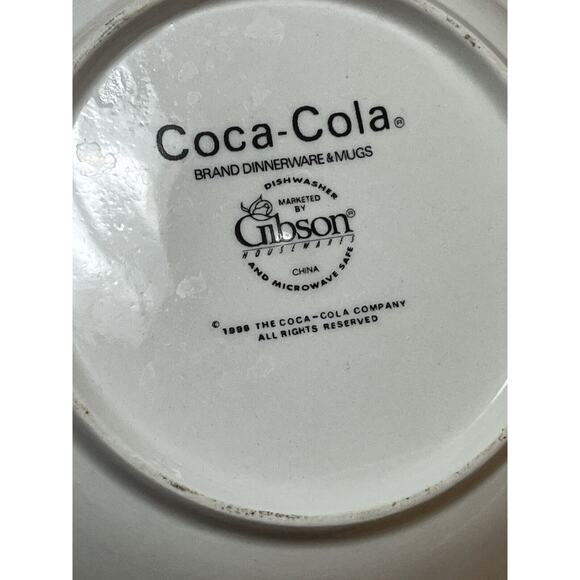 Coca-Cola®
BRAND DINNERWARE & MUGS
DISHWASHER
MARKETED
BY
Gibson®
HOUSEWARES
CHINA
AND MICROWAVE SAFE
© 1996 THE COCA-COLA COMPANY
ALL RIGHTS RESERVED